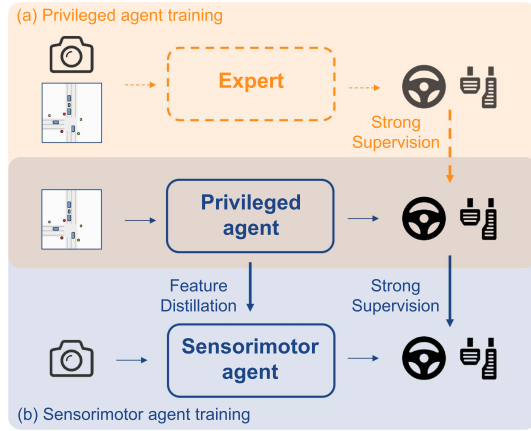 (a) Privileged agent training
Expert
Strong
Supervision
Privileged
agent
Feature
Distillation
Strong
Supervision
Sensorimotor
agent
(b) Sensorimotor agent training